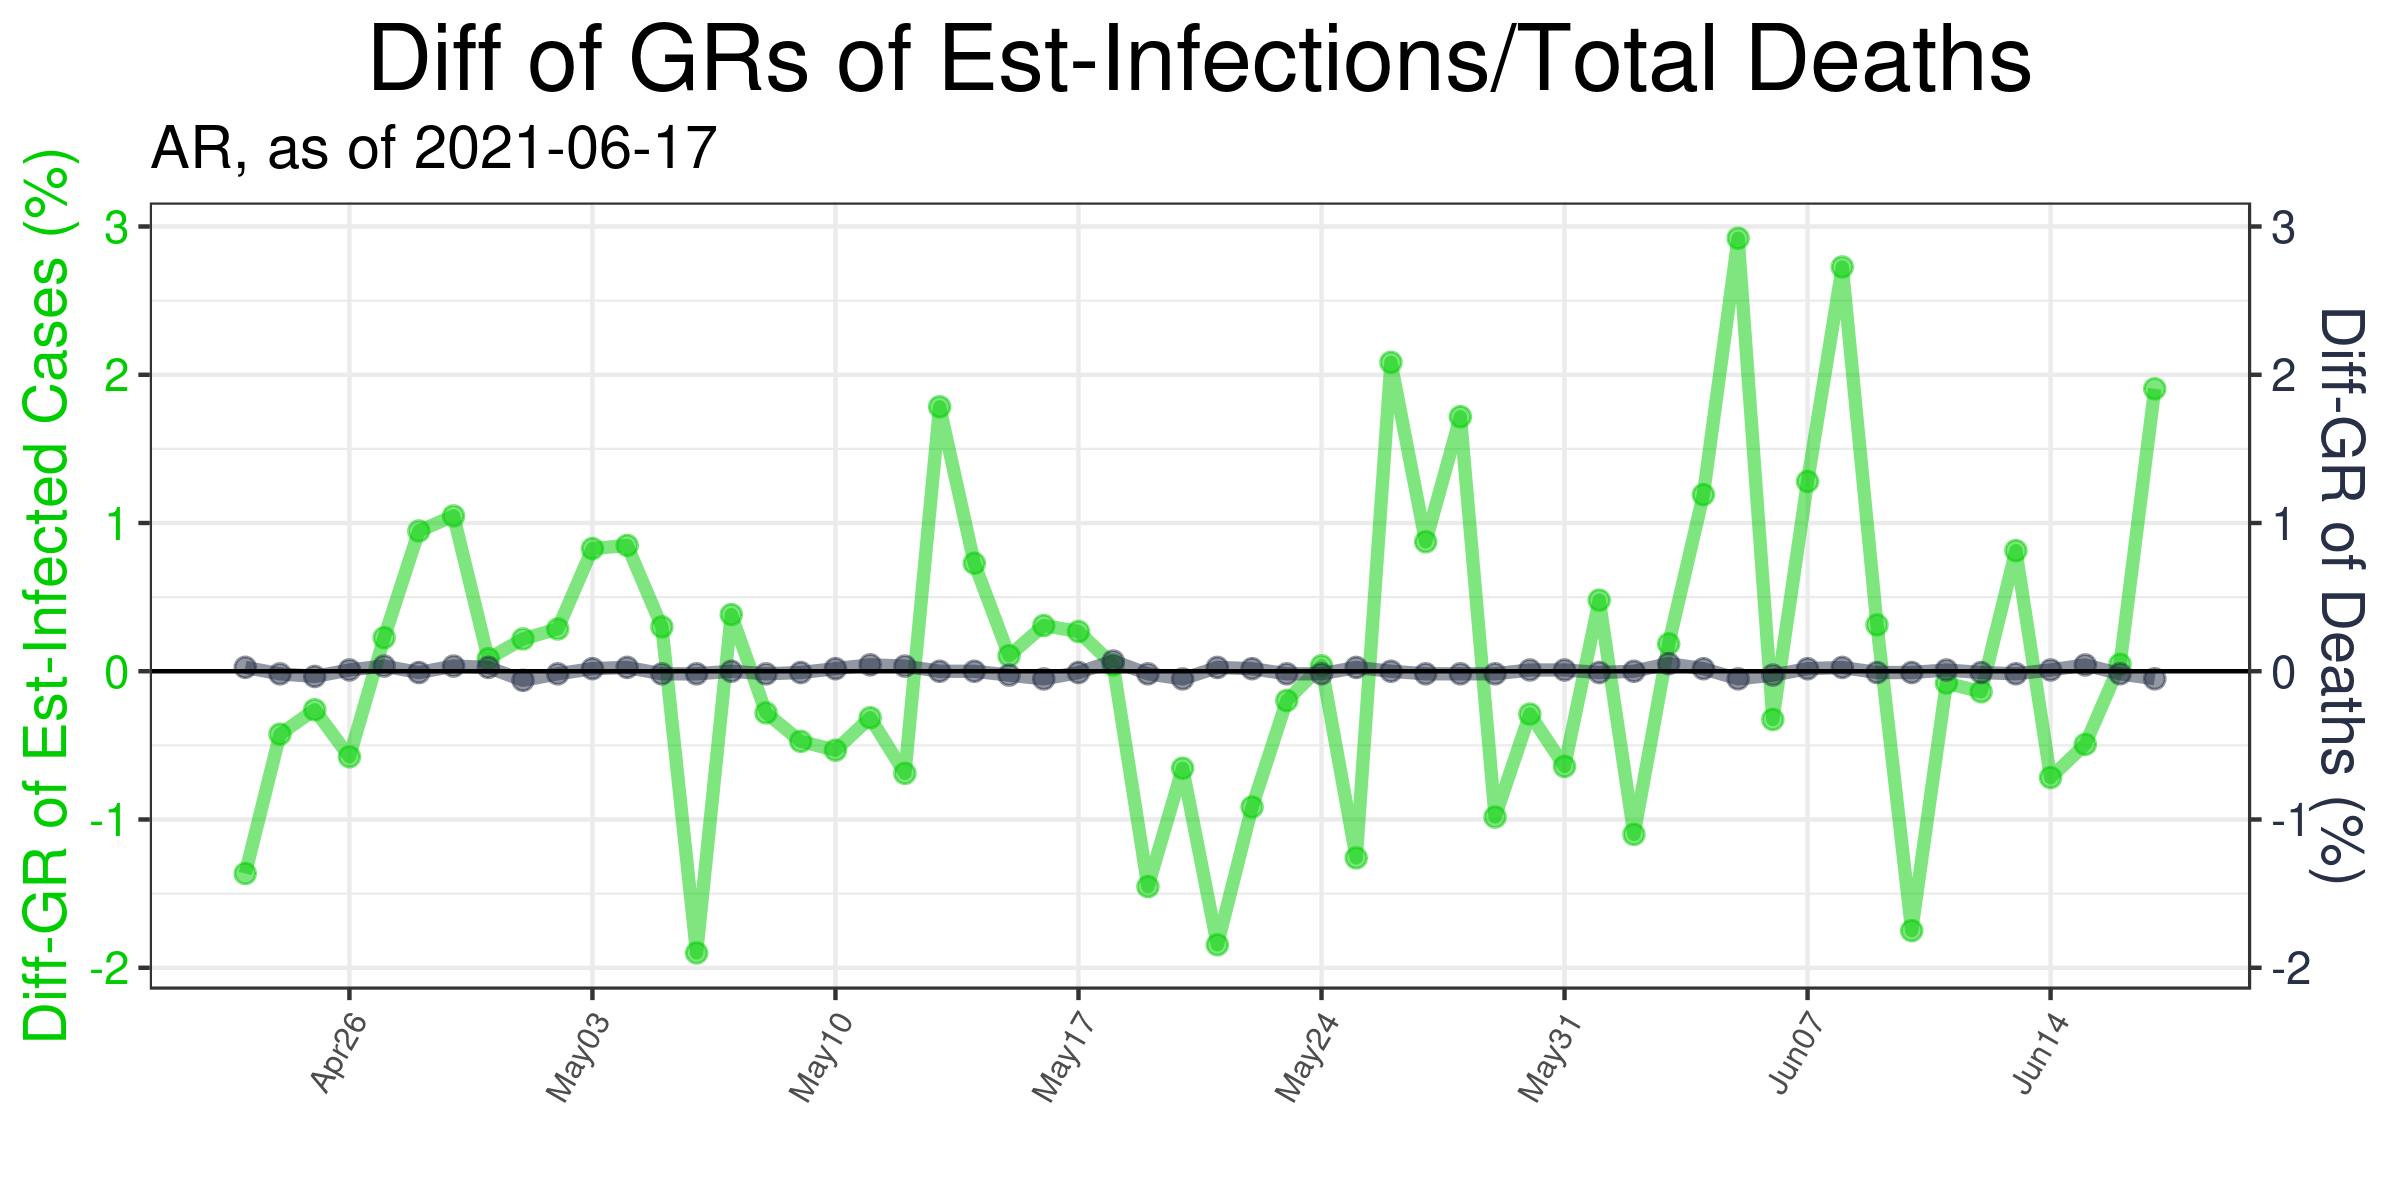 Diff of GRs of Est-Infections/Total Deaths
AR, as of 2021-06-17
Diff-GR of Est-Infected Cases (%)
3
2
1
0
-1
-2
3
2
1
0
-1
-2
Diff-GR of Deaths (%)
Apr26
May03
May10
May17
May24
May31
Jun07
Jun14